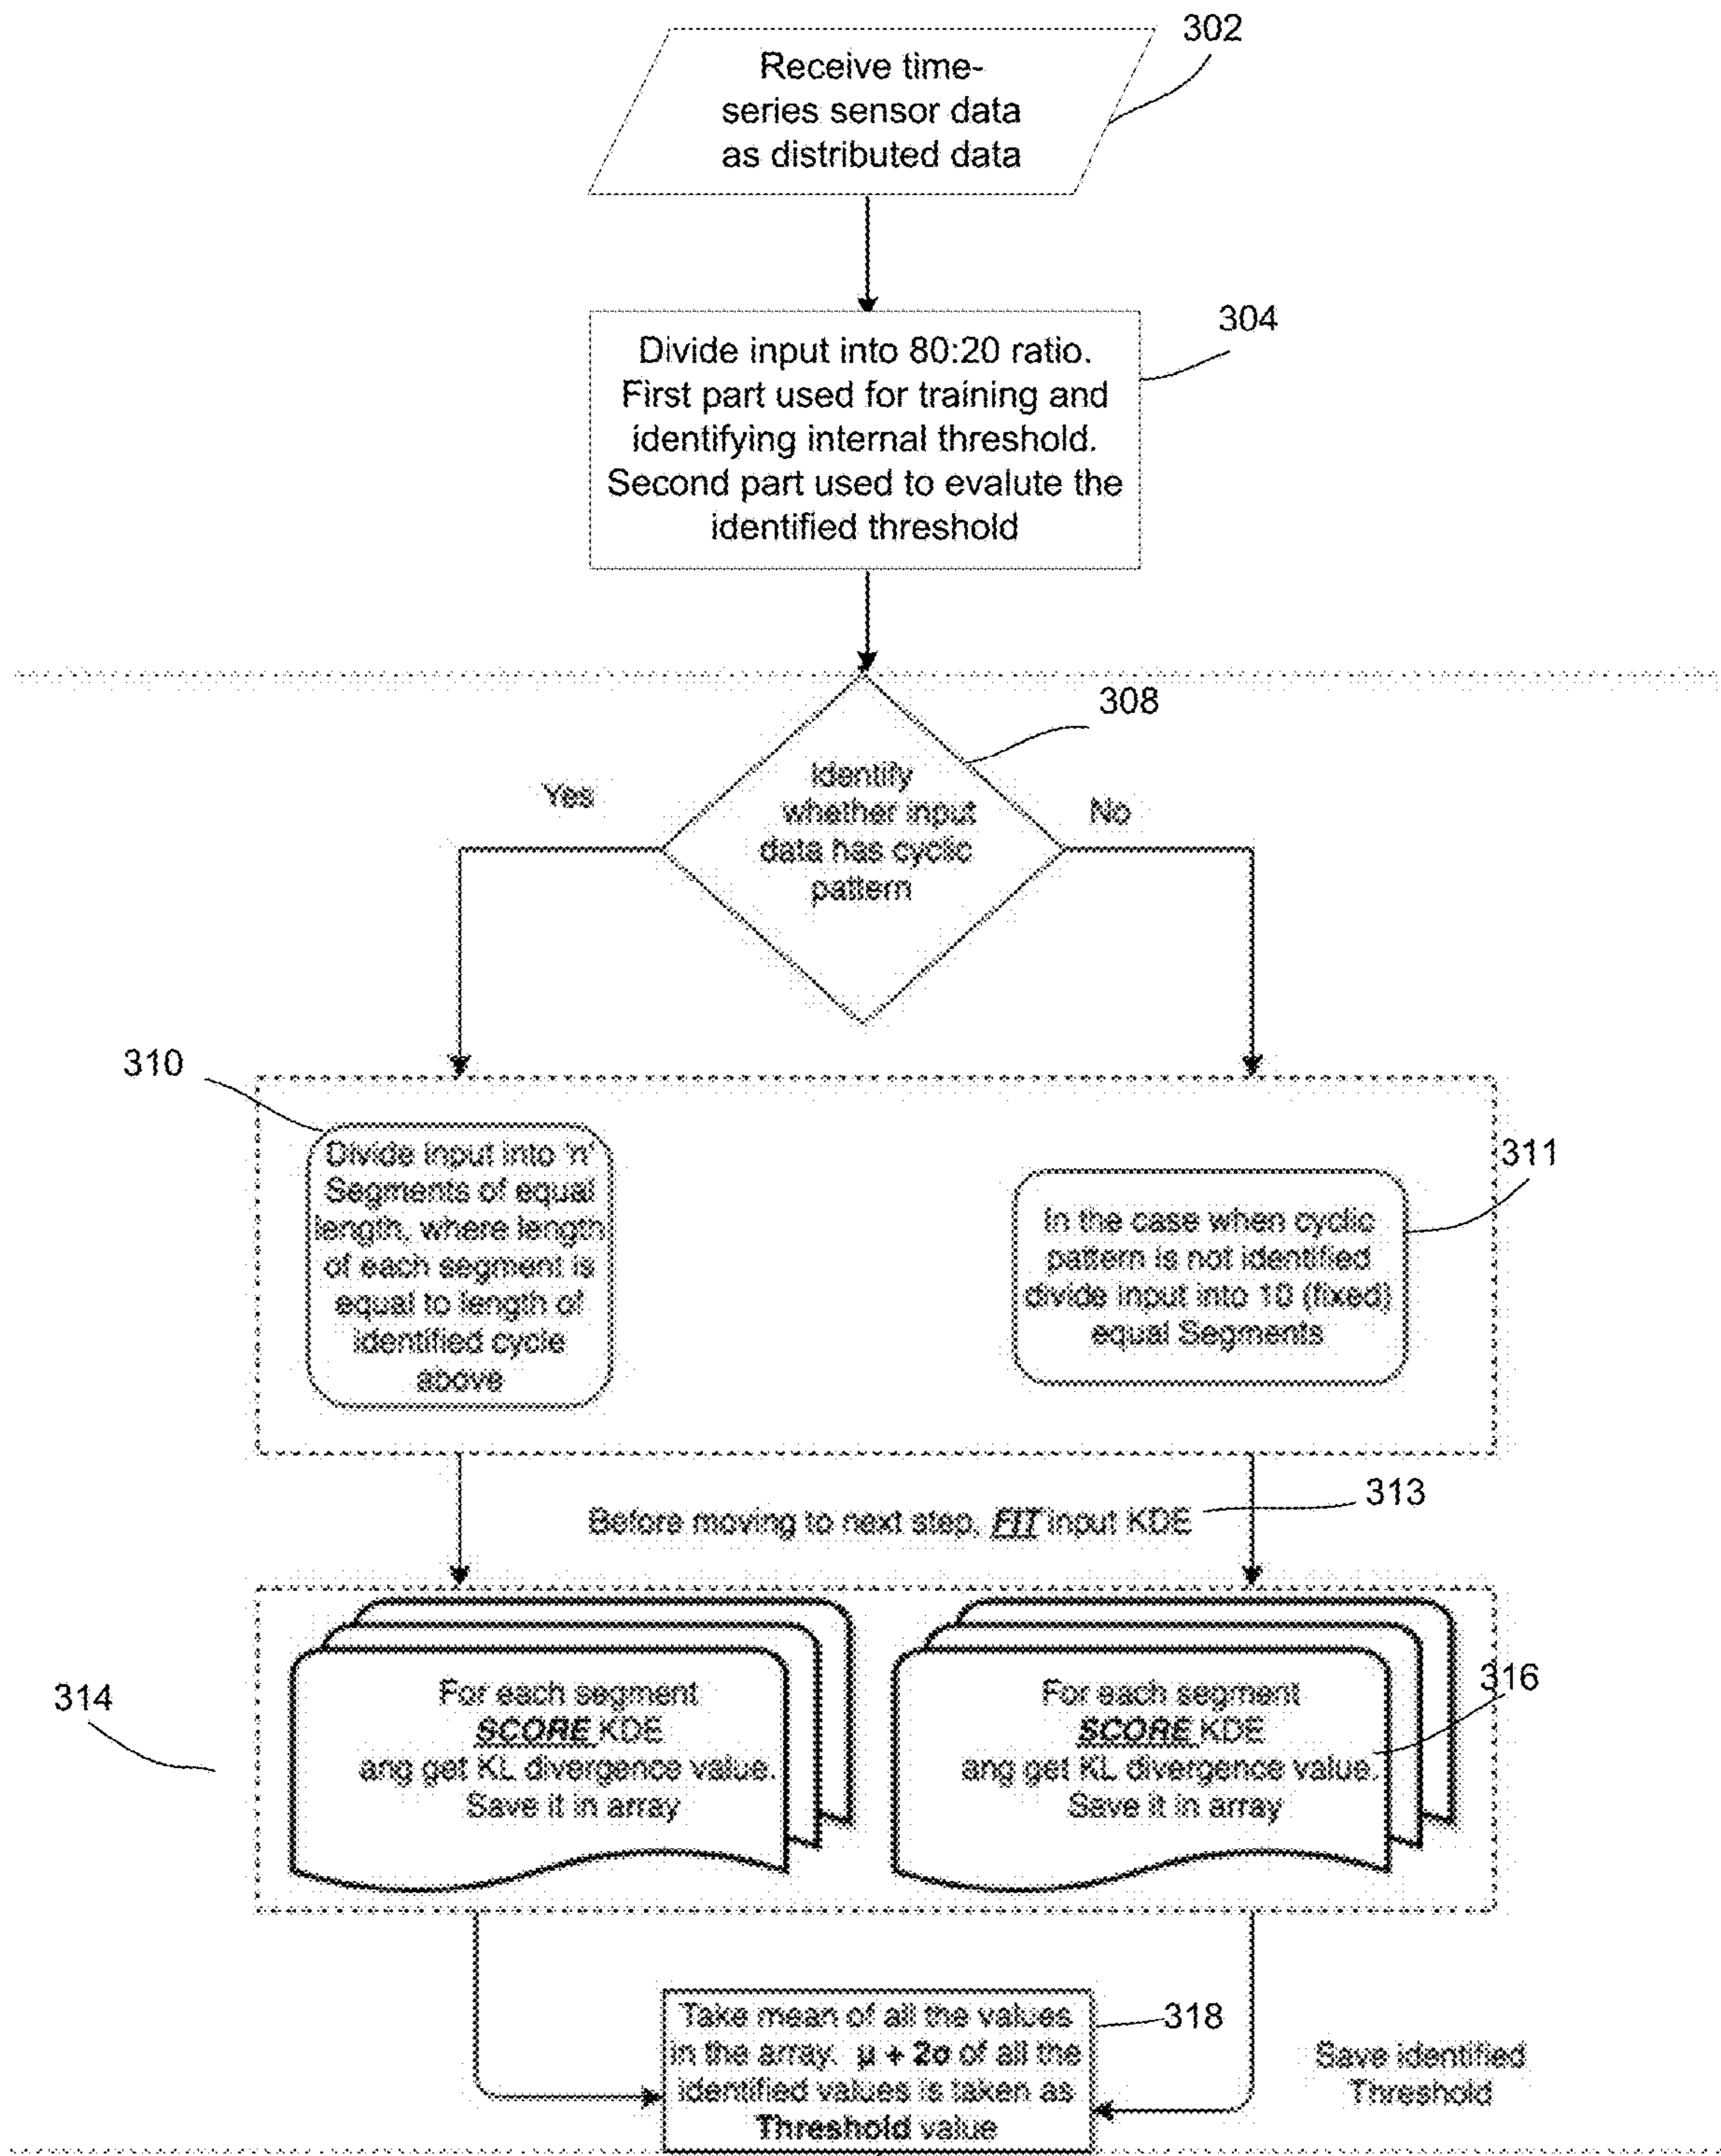 302
Receive time-
series sensor data
as distributed data
304
Divide input into 80:20 ratio.
First part used for training and
identifying internal threshold.
Second part used to evalute the
identified threshold
308
Identify
whether input
data has cyclic
pattern
Yes
No
310
Divide input into 'n'
Segments of equal
length, where length
of each segment is
equal to length of
identified cycle
above
311
In the case when cyclic
pattern is not identified
divide input into 10 (fixed)
equal Segments
Before moving to next step, FIT input KDE
313
314
For each segment
SCORE KDE
ang get KL divergence value.
Save it in array
316
For each segment
SCORE KDE
ang get KL divergence value.
Save it in array
318
Take mean of all the values
in the array. μ + 2σ of all the
identified values is taken as
Threshold value
Save identified
Threshold